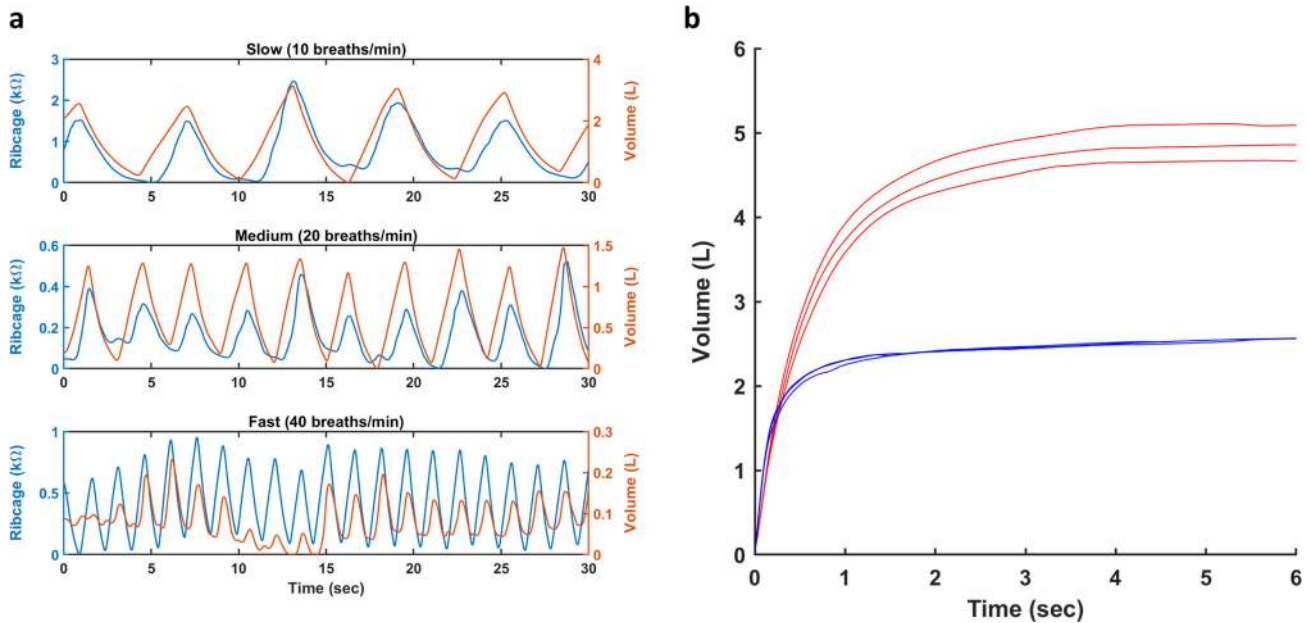 a
Slow (10 breaths/min)
Ribcage (kΩ)
3
2
1
0
4
2
0
Volume (L)
0 5 10 15 20 25 30
Medium (20 breaths/min)
Ribcage (kΩ)
0.6
0.4
0.2
0
1.5
1
0.5
0
Volume (L)
0 5 10 15 20 25 30
Fast (40 breaths/min)
Ribcage (kΩ)
1
0.5
0
0.3
0.2
0.1
0
Volume (L)
0 5 10 15 20 25 30
Time (sec)
b
Volume (L)
6
5
4
3
2
1
0
0 1 2 3 4 5 6
Time (sec)